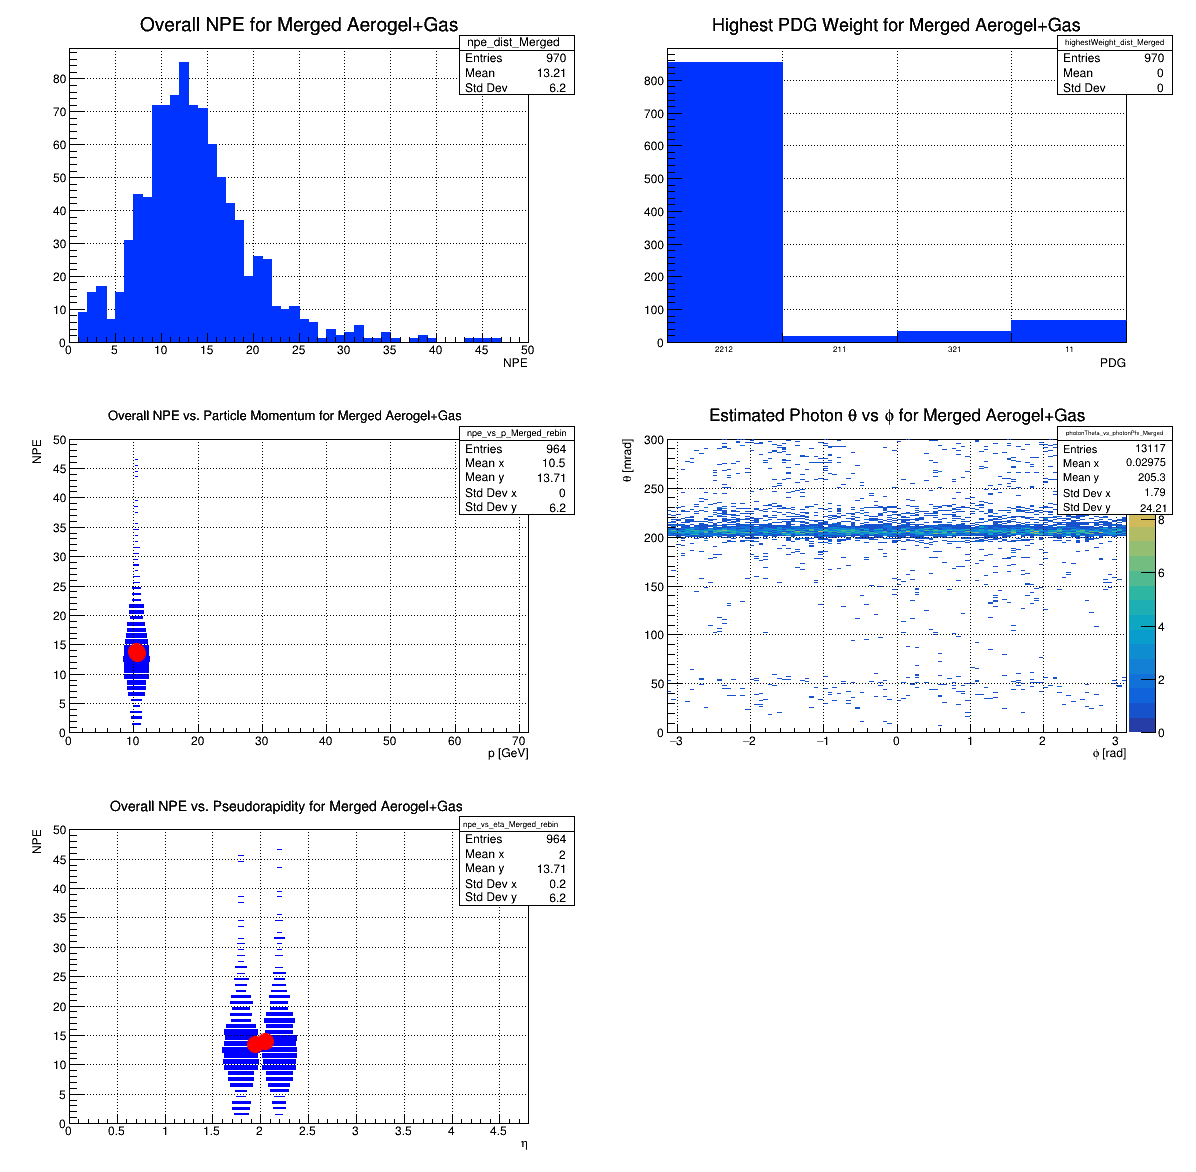 Overall NPE for Merged Aerogel+Gas
npe_dist_Merged
Entries 970
Mean 13.21
Std Dev 6.2
80
70
60
50
40
30
20
10
0
0 5 10 15 20 25 30 35 40 45 50
NPE
Highest PDG Weight for Merged Aerogel+Gas
highestWeight_dist_Merged
Entries 970
Mean 0
Std Dev 0
800
700
600
500
400
300
200
100
0
2212 211 321 11
PDG
Overall NPE vs. Particle Momentum for Merged Aerogel+Gas
NPE
npe_vs_p_Merged_rebin
Entries 964
Mean x 10.5
Mean y 13.71
Std Dev x 0
Std Dev y 6.2
50
45
40
35
30
25
20
15
10
5
0
0 10 20 30 40 50 60 70
p [GeV]
Estimated Photon θ vs ϕ for Merged Aerogel+Gas
θ [mrad]
photonTheta_vs_photonPhi_Merged
Entries 13117
Mean x 0.02975
Mean y 205.3
Std Dev x 1.79
Std Dev y 24.21
300
250
200
150
100
50
0
−3 −2 −1 0 1 2 3
ϕ [rad]
8
6
4
2
0
Overall NPE vs. Pseudorapidity for Merged Aerogel+Gas
NPE
npe_vs_eta_Merged_rebin
Entries 964
Mean x 2
Mean y 13.71
Std Dev x 0.2
Std Dev y 6.2
50
45
40
35
30
25
20
15
10
5
0
0 0.5 1 1.5 2 2.5 3 3.5 4 4.5
η